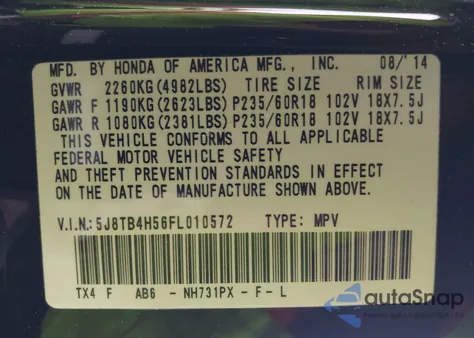 MFD. BY HONDA OF AMERICA MFG., INC. 08/'14
GVWR 2260KG(4982LBS) TIRE SIZE RIM SIZE
GAWR F 1190KG(2623LBS) P235/60R18 102V 18X7.5J
GAWR R 1080KG(2381LBS) P235/60R18 102V 18X7.5J
THIS VEHICLE CONFORMS TO ALL APPLICABLE
FEDERAL MOTOR VEHICLE SAFETY
AND THEFT PREVENTION STANDARDS IN EFFECT ON
THE DATE OF MANUFACTURE SHOWN ABOVE.
V.I.N.:5J8TB4H56FL010572 TYPE: MPV
TX4 F AB6 - NH731PX - F - L
autoSnap